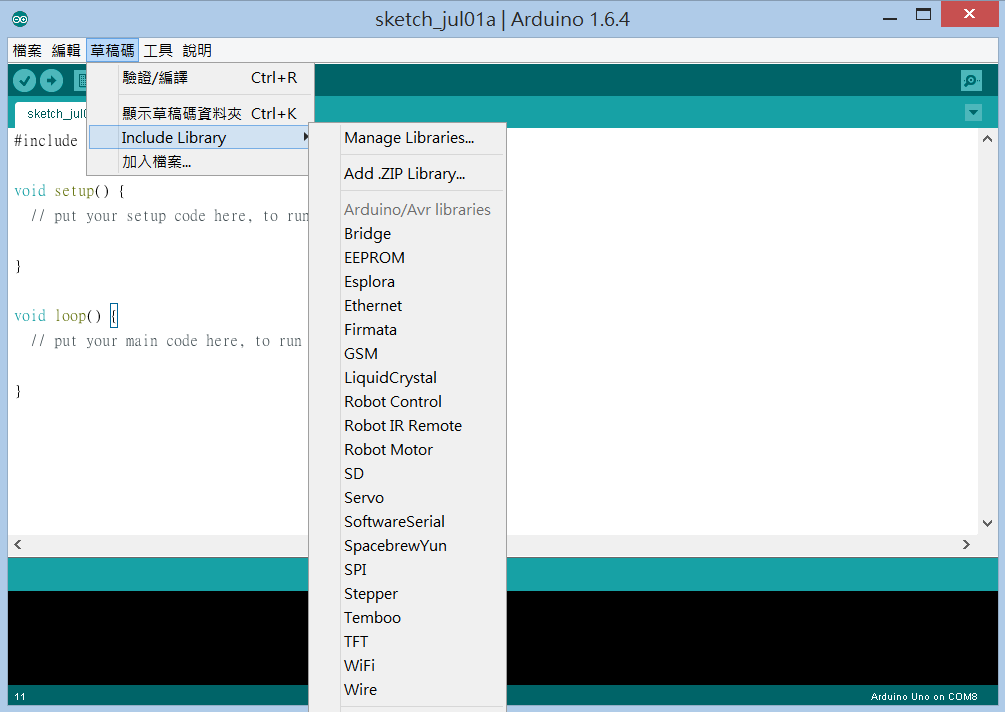 sketch_jul01a | Arduino 1.6.4
檔案 編輯 草稿碼 工具 說明
驗證/編譯 Ctrl+R
顯示草稿碼資料夾 Ctrl+K
Include Library
加入檔案...
sketch_jul0
#include
void setup() {
// put your setup code here, to run
}
void loop() {
// put your main code here, to run
}
Manage Libraries...
Add .ZIP Library...
Arduino/Avr libraries
Bridge
EEPROM
Esplora
Ethernet
Firmata
GSM
LiquidCrystal
Robot Control
Robot IR Remote
Robot Motor
SD
Servo
SoftwareSerial
SpacebrewYun
SPI
Stepper
Temboo
TFT
WiFi
Wire
11
Arduino Uno on COM8